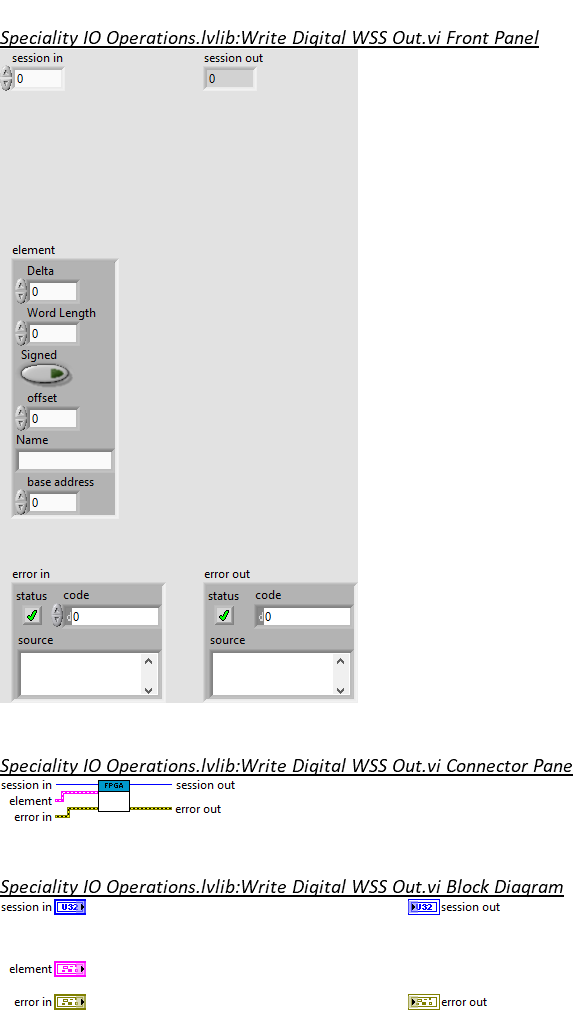 Speciality IO Operations.lvlib:Write Digital WSS Out.vi Front Panel
session in session out
0 0
element
Delta
0
Word Length
0
Signed
offset
0
Name
base address
0
error in error out
status code status code
d0 d0
source source
Speciality IO Operations.lvlib:Write Digital WSS Out.vi Connector Pane
session in FPGA session out
element
error in error out
Speciality IO Operations.lvlib:Write Digital WSS Out.vi Block Diagram
session in U32 U32 session out
element
error in error out